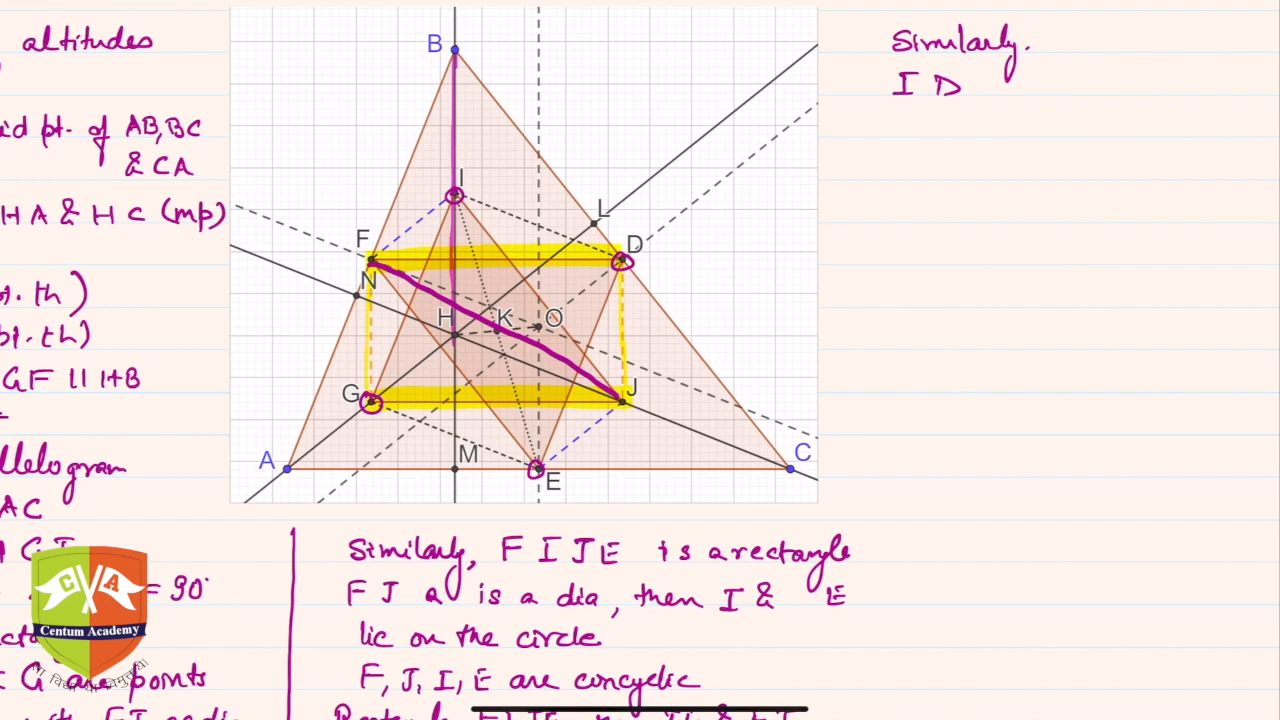 altitudes
id pt. of AB, BC
& CA
HA & HC (mp)
pt. th)
pt. th)
GF || HB
llelogram
AC
= 90°
G are points
B
I
L
F
D
N
H
K
O
G
J
A
M
E
C
Similarly.
I D
Similarly, F I J E is a rectangle
F J a is a dia, then I & E
lie on the circle
F, J, I, E are concyclic
C A
Centum Academy